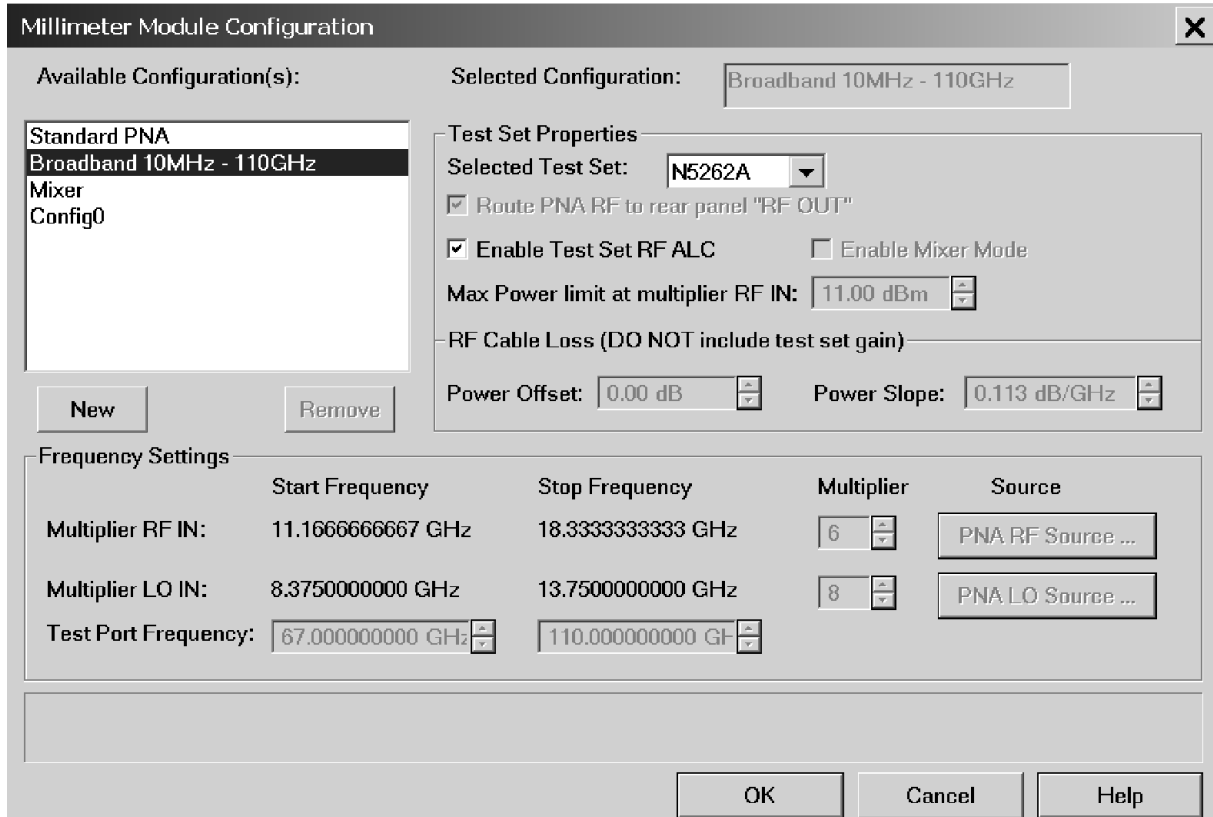 Millimeter Module Configuration
Available Configuration(s):
Selected Configuration: Broadband 10MHz - 110GHz
Standard PNA
Broadband 10MHz - 110GHz
Mixer
Config0
New
Remove
Test Set Properties
Selected Test Set: N5262A
Route PNA RF to rear panel "RF OUT"
Enable Test Set RF ALC Enable Mixer Mode
Max Power limit at multiplier RF IN: 11.00 dBm
RF Cable Loss (DO NOT include test set gain)
Power Offset: 0.00 dB Power Slope: 0.113 dB/GHz
Frequency Settings
Start Frequency Stop Frequency Multiplier Source
Multiplier RF IN: 11.1666666667 GHz 18.3333333333 GHz 6 PNA RF Source ...
Multiplier LO IN: 8.3750000000 GHz 13.7500000000 GHz 8 PNA LO Source ...
Test Port Frequency: 67.000000000 GHz 110.000000000 GH
OK Cancel Help